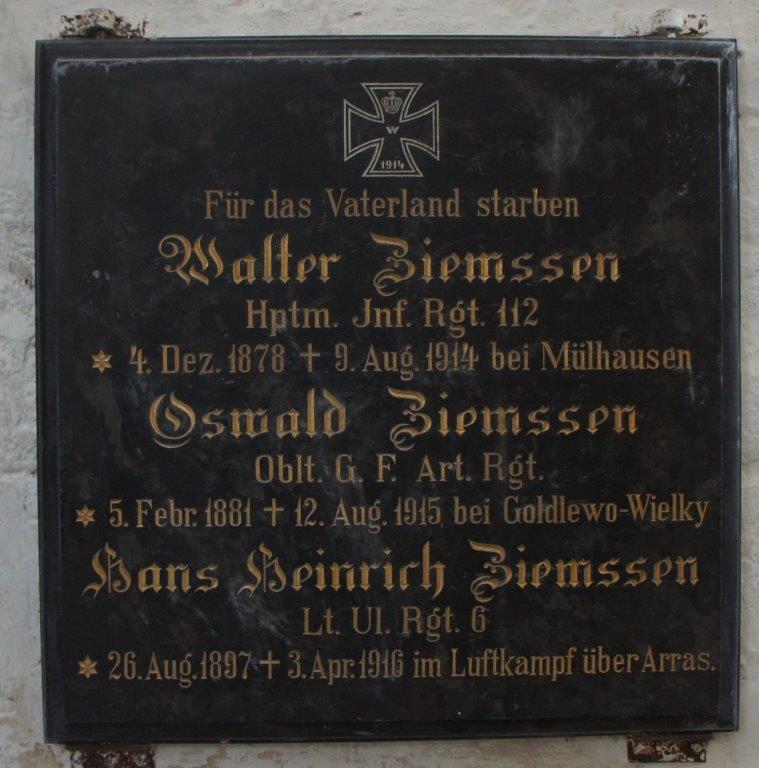 W
1914
Für das Vaterland starben
Walter Ziemssen
Hptm. Jnf. Rgt. 112
* 4. Dez. 1878 † 9. Aug. 1914 bei Mülhausen
Oswald Ziemssen
Oblt. G. F. Art. Rgt.
* 5. Febr. 1881 † 12. Aug. 1915 bei Goldlewo-Wielky
Hans Heinrich Ziemssen
Lt. Ul. Rgt. 6
* 26. Aug. 1897 † 3. Apr. 1916 im Luftkampf über Arras.